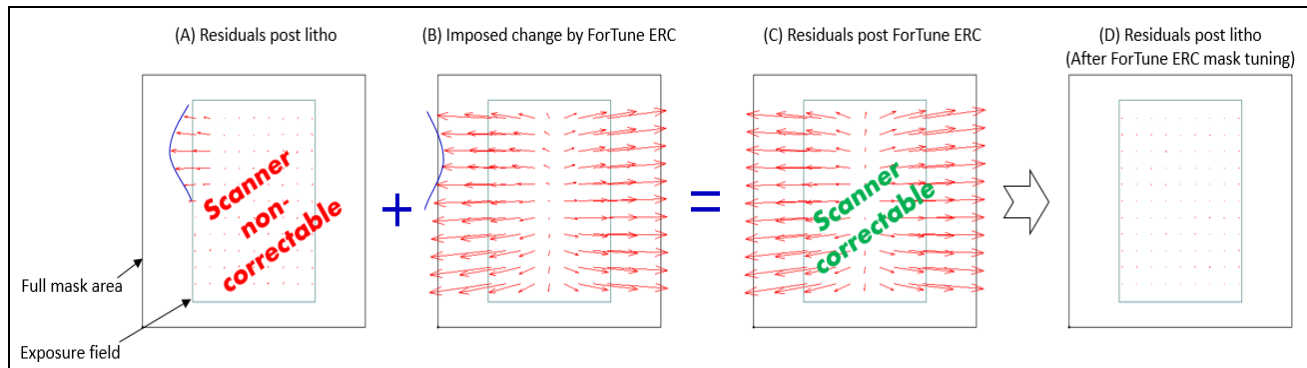 (A) Residuals post litho
(B) Imposed change by ForTune ERC
(C) Residuals post ForTune ERC
(D) Residuals post litho
(After ForTune ERC mask tuning)
Scanner
non-
correctable
+
=
Scanner
correctable
Full mask area
Exposure field